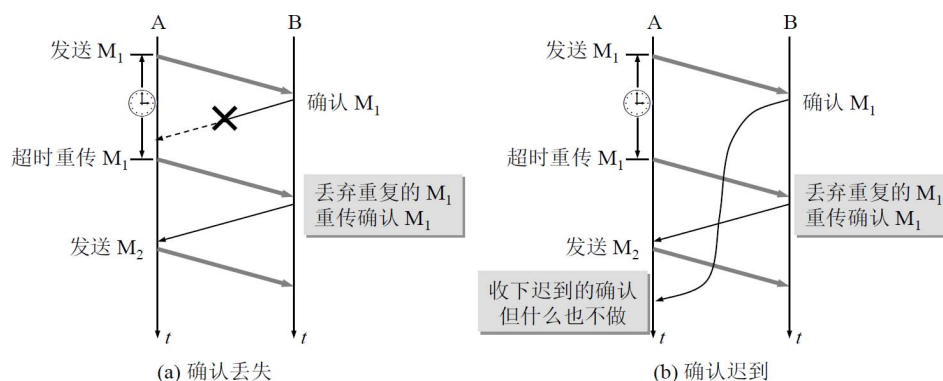 A
B
发送 M₁
确认 M₁
超时重传 M₁
丢弃重复的 M₁
重传确认 M₁
发送 M₂
t
t
(a) 确认丢失
A
B
发送 M₁
确认 M₁
超时重传 M₁
丢弃重复的 M₁
重传确认 M₁
发送 M₂
收下迟到的确认
但什么也不做
t
t
(b) 确认迟到